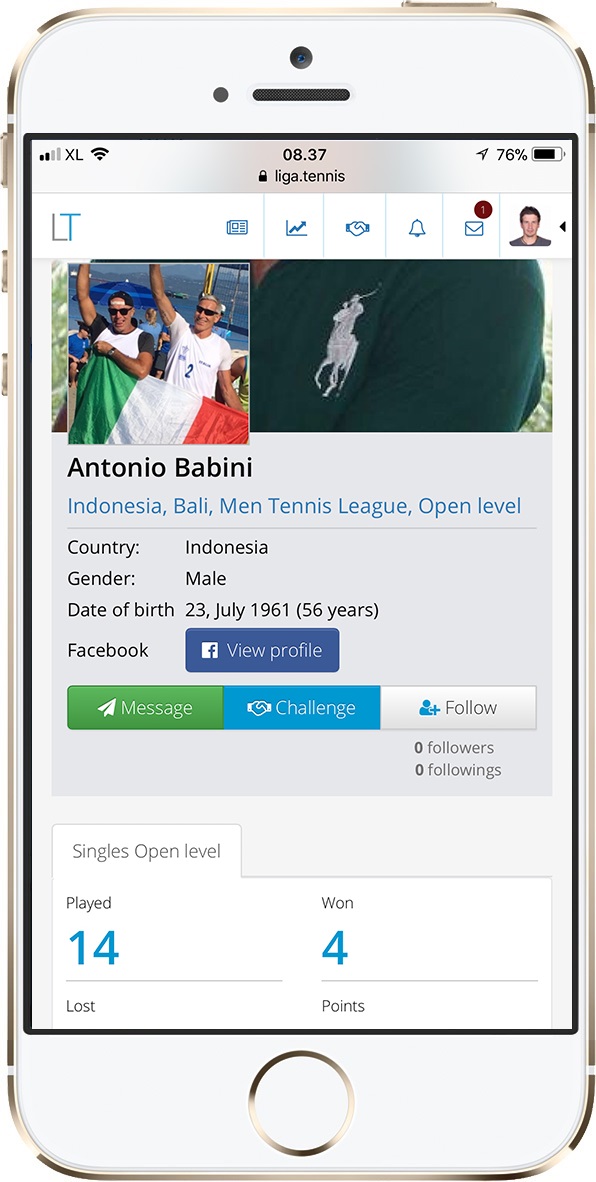 XL 08.37 76%
liga.tennis
LT 1
2
Antonio Babini
Indonesia, Bali, Men Tennis League, Open level
Country: Indonesia
Gender: Male
Date of birth 23, July 1961 (56 years)
Facebook View profile
Message Challenge Follow
0 followers
0 followings
Singles Open level
Played Won
14 4
Lost Points